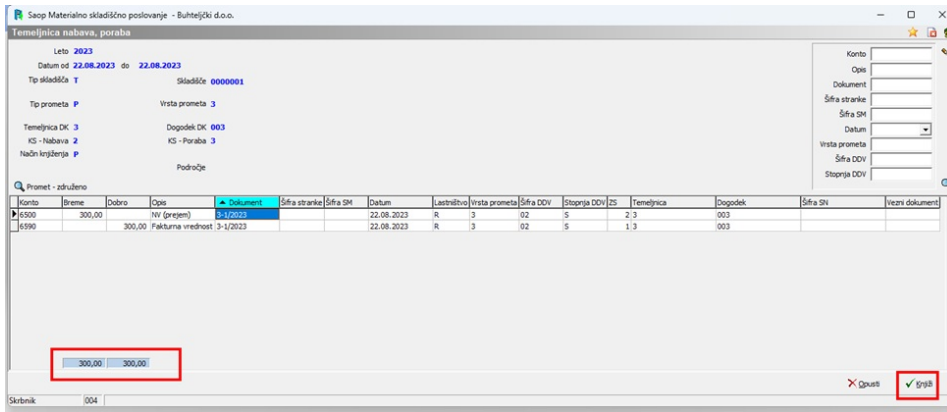 Saop Materialno skladiščno poslovanje - Buhteljčki d.o.o.
Temeljnica nabava, poraba
Leto 2023
Datum od 22.08.2023 do 22.08.2023
Tip skladišča T Skladišče 0000001
Tip prometa P Vrsta prometa 3
Temeljnica DK 3 Dogodek DK 003
KS - Nabava 2 KS - Poraba 3
Način knjiženja P
Področje
Konto
Opis
Dokument
Šifra stranke
Šifra SM
Datum
Vrsta prometa
Šifra DDV
Stopnja DDV
Promet - združeno
Konto Breme Dobro Opis Dokument Šifra stranke Šifra SM Datum Lastništvo Vrsta prometa Šifra DDV Stopnja DDV ZS Temeljnica Dogodek Šifra SN Vezni dokument
6500 300,00 NV (prejem) 3-1/2023 22.08.2023 R 3 02 S 2 3 003
6590 300,00 Fakturna vrednost 3-1/2023 22.08.2023 R 3 02 S 1 3 003
300,00 300,00
Opusti Knjiži
Skrbnik 004